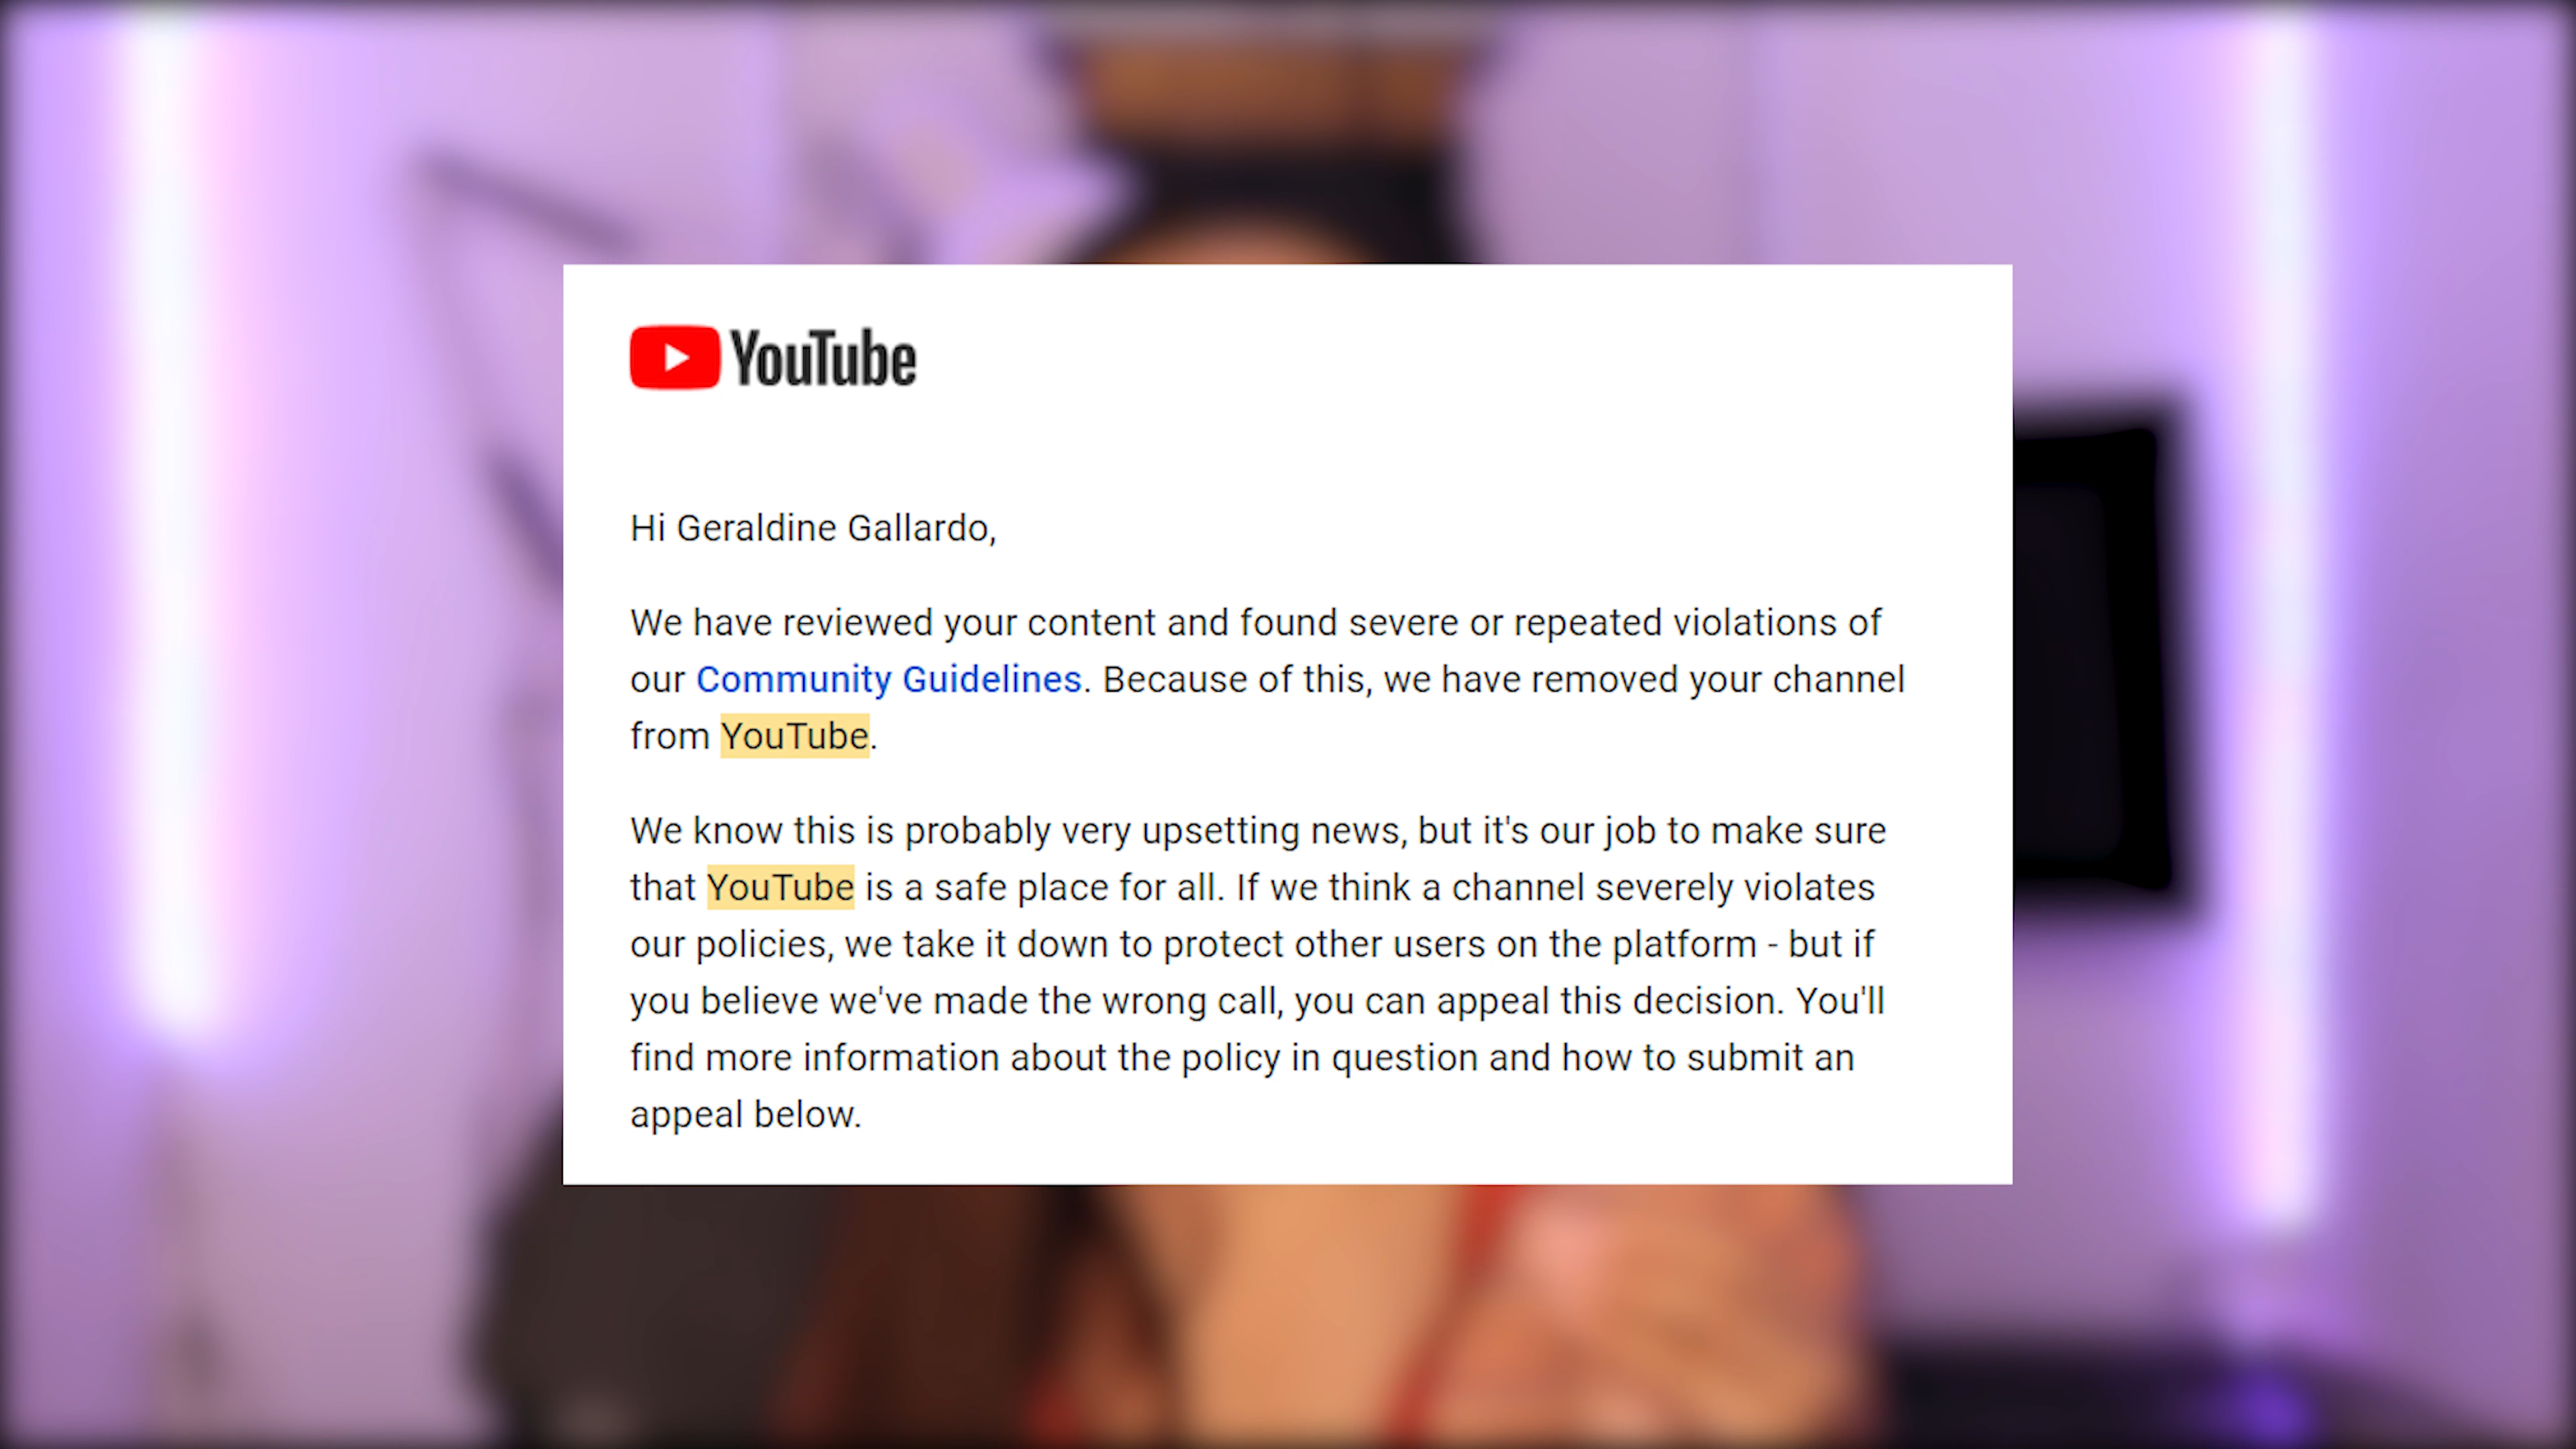 YouTube
Hi Geraldine Gallardo,
We have reviewed your content and found severe or repeated violations of
our Community Guidelines. Because of this, we have removed your channel
from YouTube.
We know this is probably very upsetting news, but it's our job to make sure
that YouTube is a safe place for all. If we think a channel severely violates
our policies, we take it down to protect other users on the platform - but if
you believe we've made the wrong call, you can appeal this decision. You'll
find more information about the policy in question and how to submit an
appeal below.